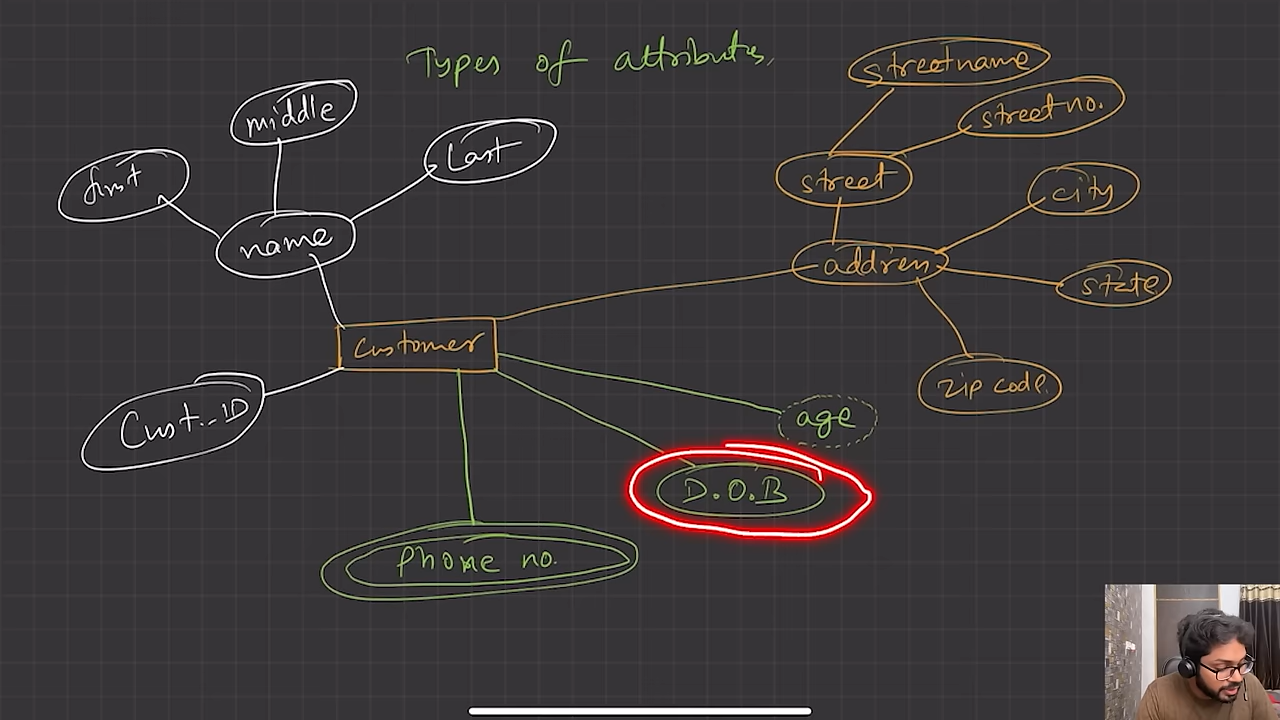 Types of attributes
streetname
middle
street no.
Last
first
street
city
name
address
state
Customer
zip code
Cust.-ID
age
D.O.B
Phone no.